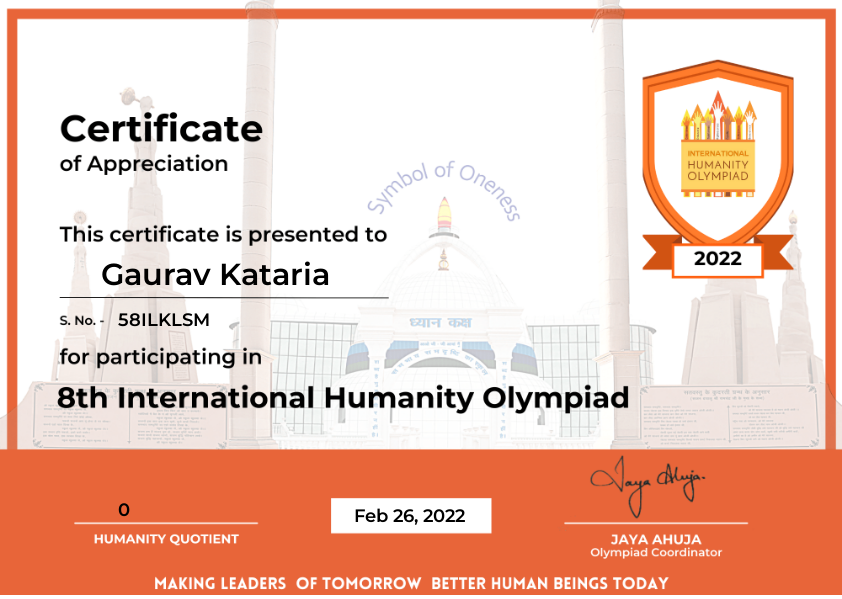 Certificate
of Appreciation
Symbol of Oneness
INTERNATIONAL
HUMANITY
OLYMPIAD
2022
This certificate is presented to
Gaurav Kataria
S. No. - 58ILKLSM
ध्यान कक्ष
for participating in
8th International Humanity Olympiad
0
HUMANITY QUOTIENT
Feb 26, 2022
Jaya Ahuja.
JAYA AHUJA
Olympiad Coordinator
MAKING LEADERS OF TOMORROW BETTER HUMAN BEINGS TODAY